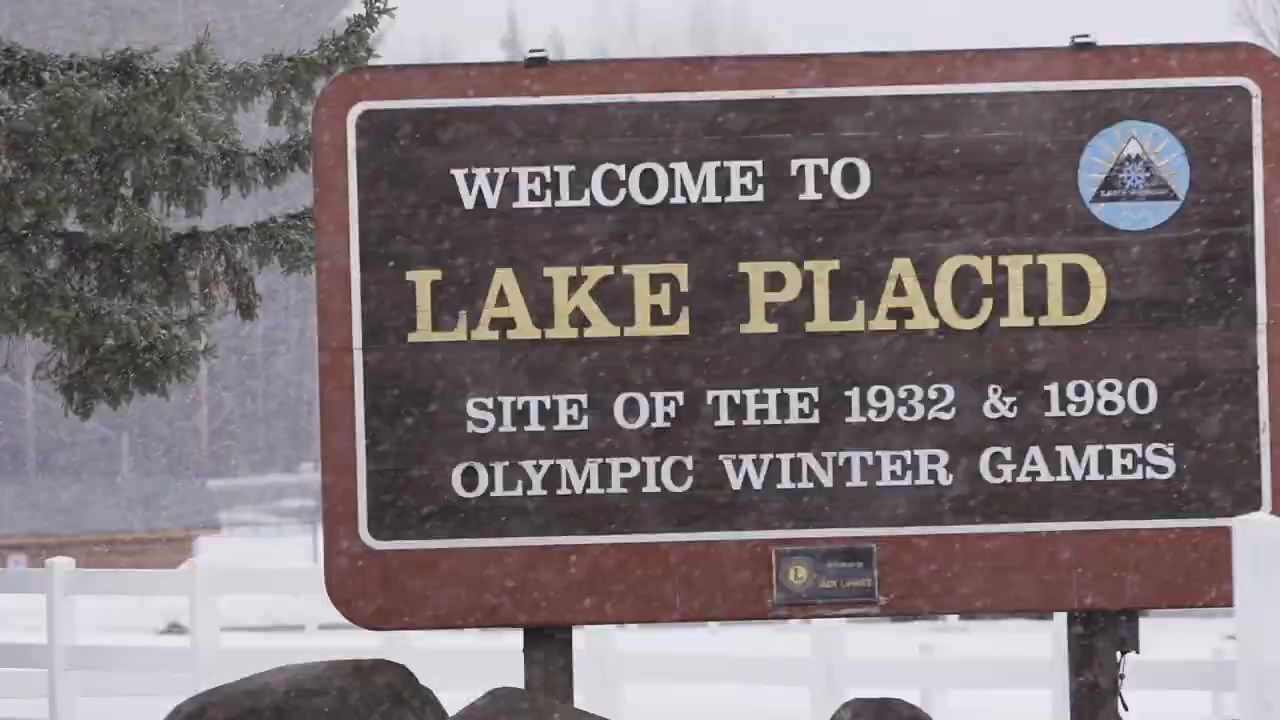 WELCOME TO
LAKE PLACID
SITE OF THE 1932 & 1980
OLYMPIC WINTER GAMES
L